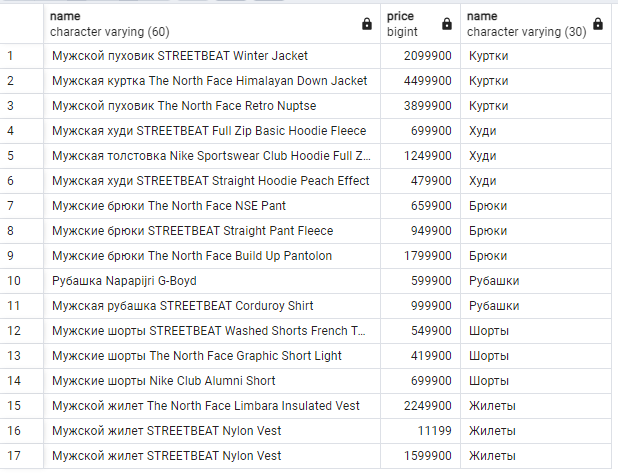 name price name
character varying (60) bigint character varying (30)
1 Мужской пуховик STREETBEAT Winter Jacket 2099900 Куртки
2 Мужская куртка The North Face Himalayan Down Jacket 4499900 Куртки
3 Мужской пуховик The North Face Retro Nuptse 3899900 Куртки
4 Мужская худи STREETBEAT Full Zip Basic Hoodie Fleece 699900 Худи
5 Мужская толстовка Nike Sportswear Club Hoodie Full Z... 1249900 Худи
6 Мужская худи STREETBEAT Straight Hoodie Peach Effect 479900 Худи
7 Мужские брюки The North Face NSE Pant 659900 Брюки
8 Мужские брюки STREETBEAT Straight Pant Fleece 949900 Брюки
9 Мужские брюки The North Face Build Up Pantolon 1799900 Брюки
10 Рубашка Napapijri G-Boyd 599900 Рубашки
11 Мужская рубашка STREETBEAT Corduroy Shirt 999900 Рубашки
12 Мужские шорты STREETBEAT Washed Shorts French T... 549900 Шорты
13 Мужские шорты The North Face Graphic Short Light 419900 Шорты
14 Мужские шорты Nike Club Alumni Short 699900 Шорты
15 Мужской жилет The North Face Limbara Insulated Vest 2249900 Жилеты
16 Мужской жилет STREETBEAT Nylon Vest 11199 Жилеты
17 Мужской жилет STREETBEAT Nylon Vest 1599900 Жилеты